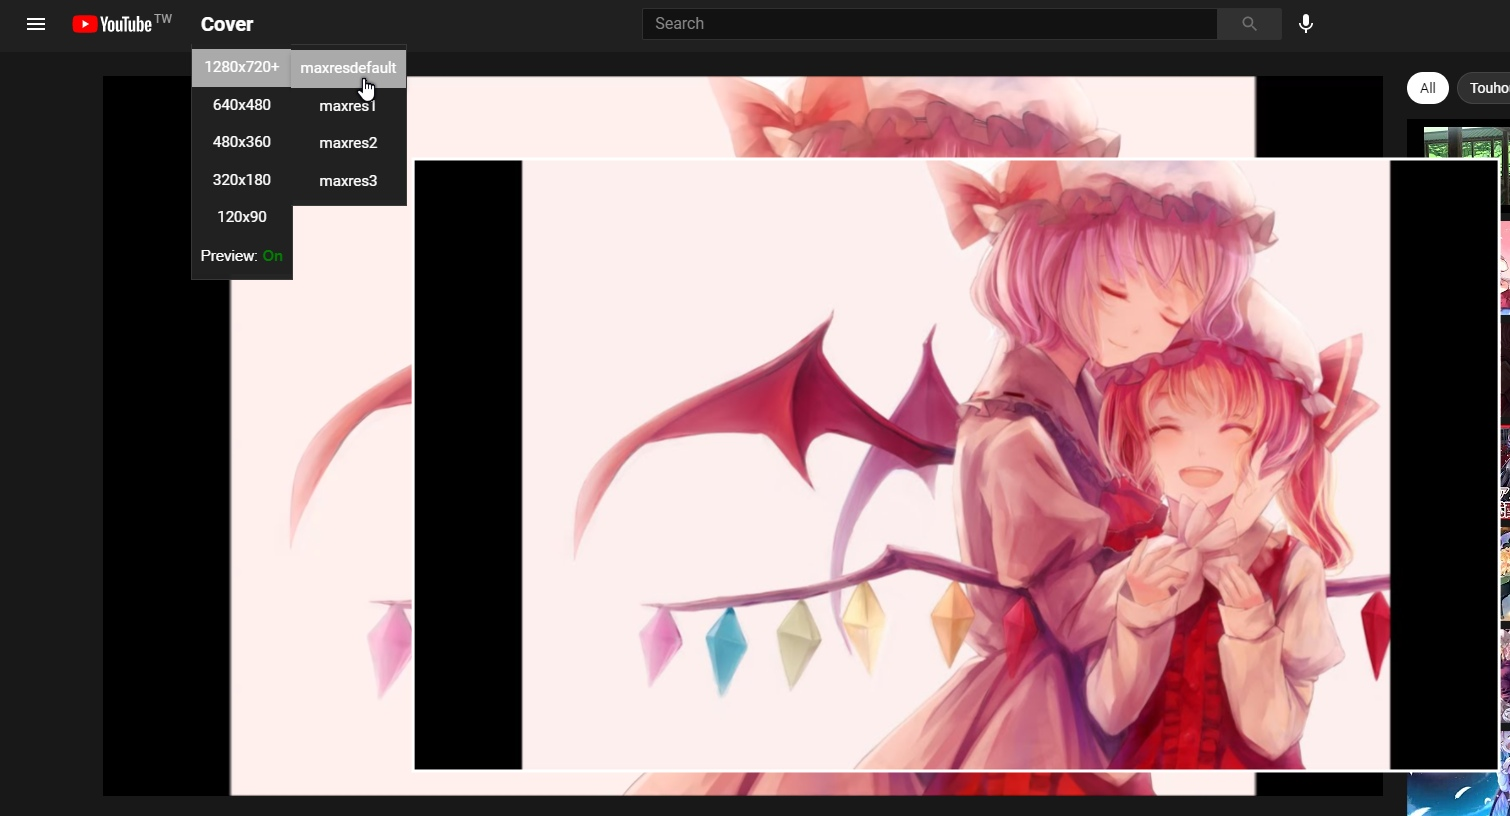 YouTube TW
Cover
Search
1280x720+
maxresdefault
640x480
maxres1
480x360
maxres2
320x180
maxres3
120x90
Preview: On
All
Touho